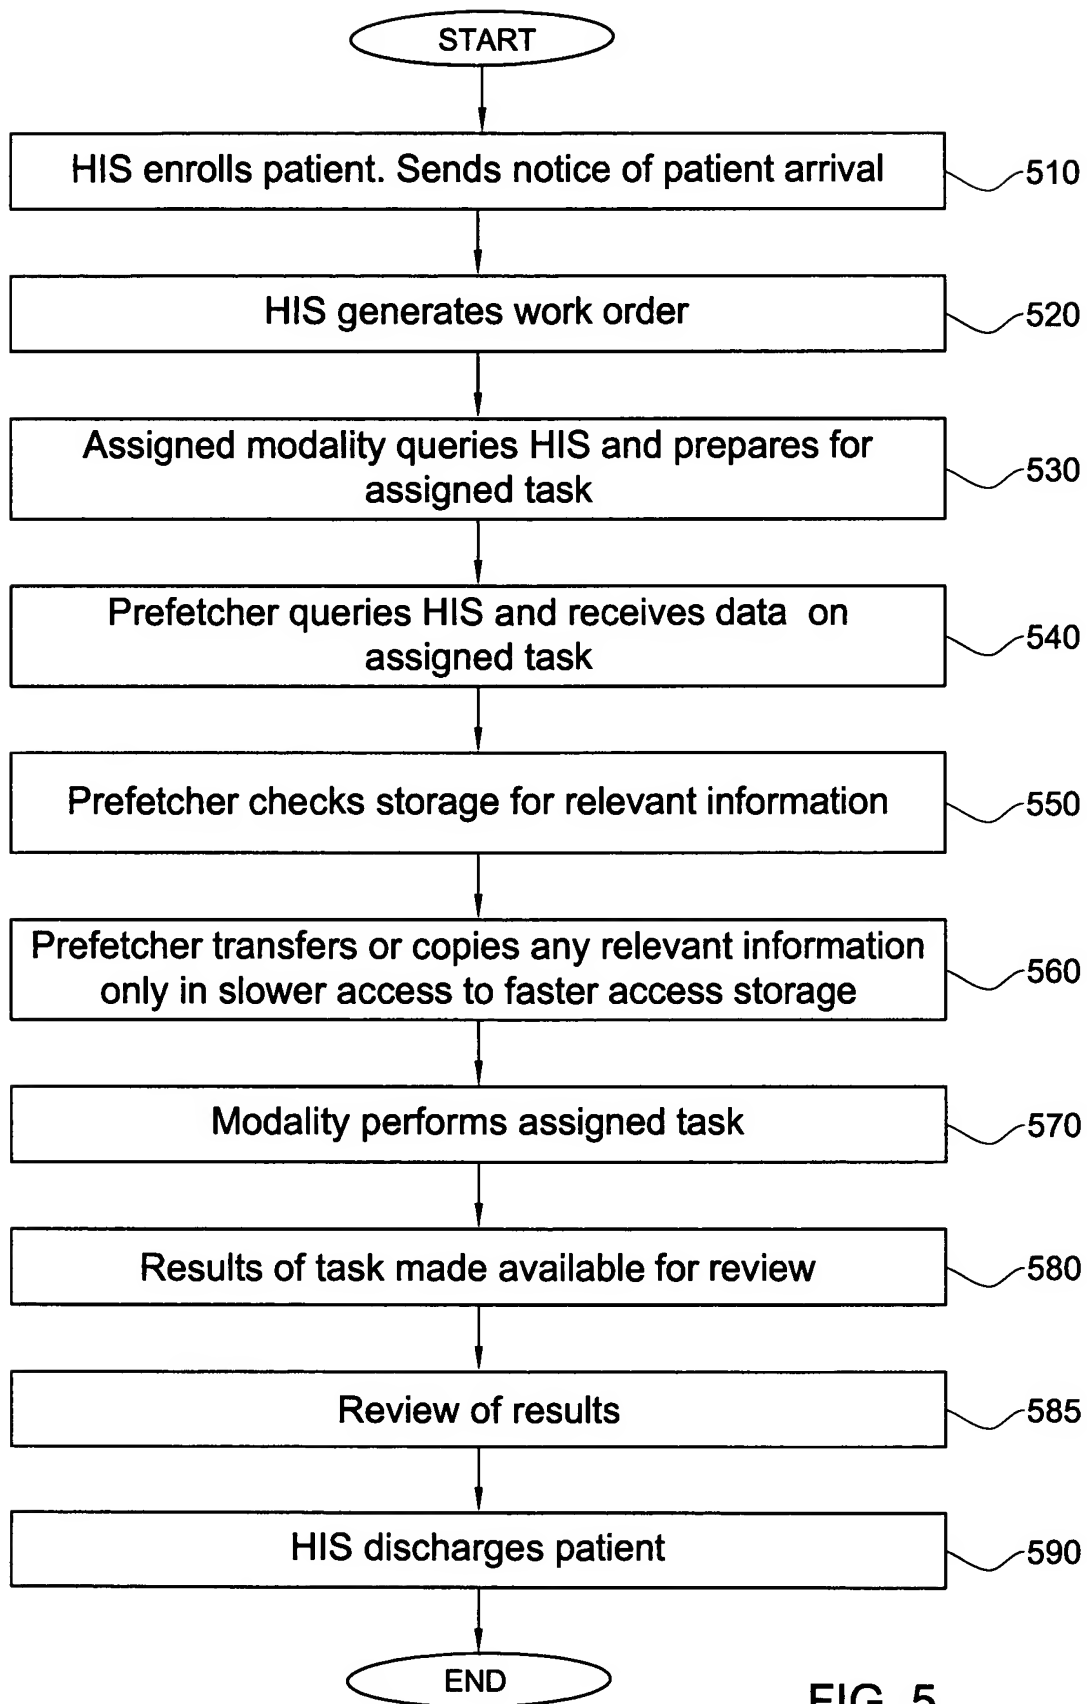 START
HIS enrolls patient. Sends notice of patient arrival
510
HIS generates work order
520
Assigned modality queries HIS and prepares for
assigned task
530
Prefetcher queries HIS and receives data on
assigned task
540
Prefetcher checks storage for relevant information
550
Prefetcher transfers or copies any relevant information
only in slower access to faster access storage
560
Modality performs assigned task
570
Results of task made available for review
580
Review of results
585
HIS discharges patient
590
END
FIG. 5